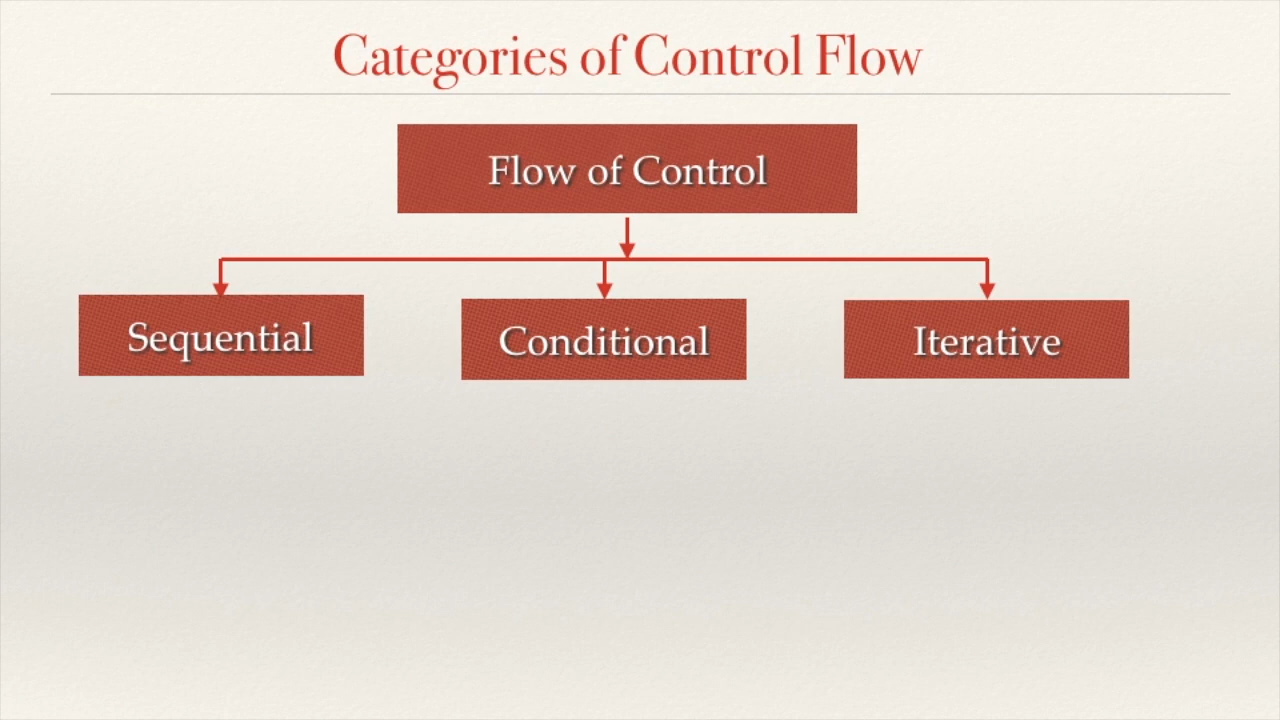 Categories of Control Flow
Flow of Control
Sequential
Conditional
Iterative